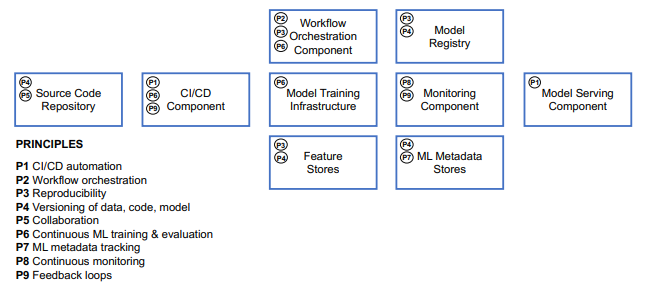 P2
P3
P6
Workflow
Orchestration
Component
P3
P4
Model
Registry
P4
P5
Source Code
Repository
P1
P6
P9
CI/CD
Component
P6
Model Training
Infrastructure
P8
P9
Monitoring
Component
P1
Model Serving
Component
P3
P4
Feature
Stores
P4
P7
ML Metadata
Stores
PRINCIPLES
P1 CI/CD automation
P2 Workflow orchestration
P3 Reproducibility
P4 Versioning of data, code, model
P5 Collaboration
P6 Continuous ML training & evaluation
P7 ML metadata tracking
P8 Continuous monitoring
P9 Feedback loops